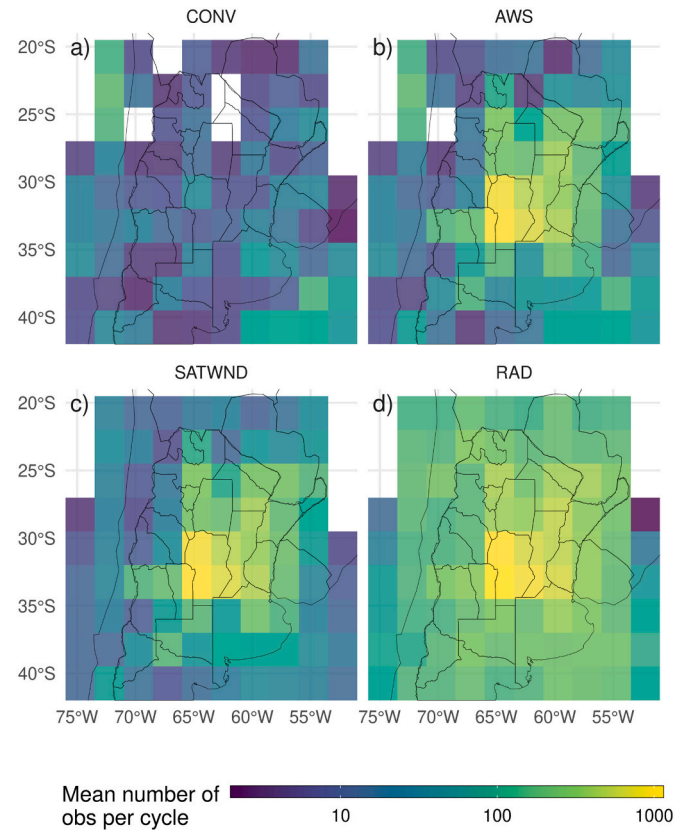 CONV AWS
a) b)
20°S
25°S
30°S
35°S
40°S
SATWND RAD
c) d)
20°S
25°S
30°S
35°S
40°S
75°W 70°W 65°W 60°W 55°W 75°W 70°W 65°W 60°W 55°W
Mean number of
obs per cycle
10 100 1000